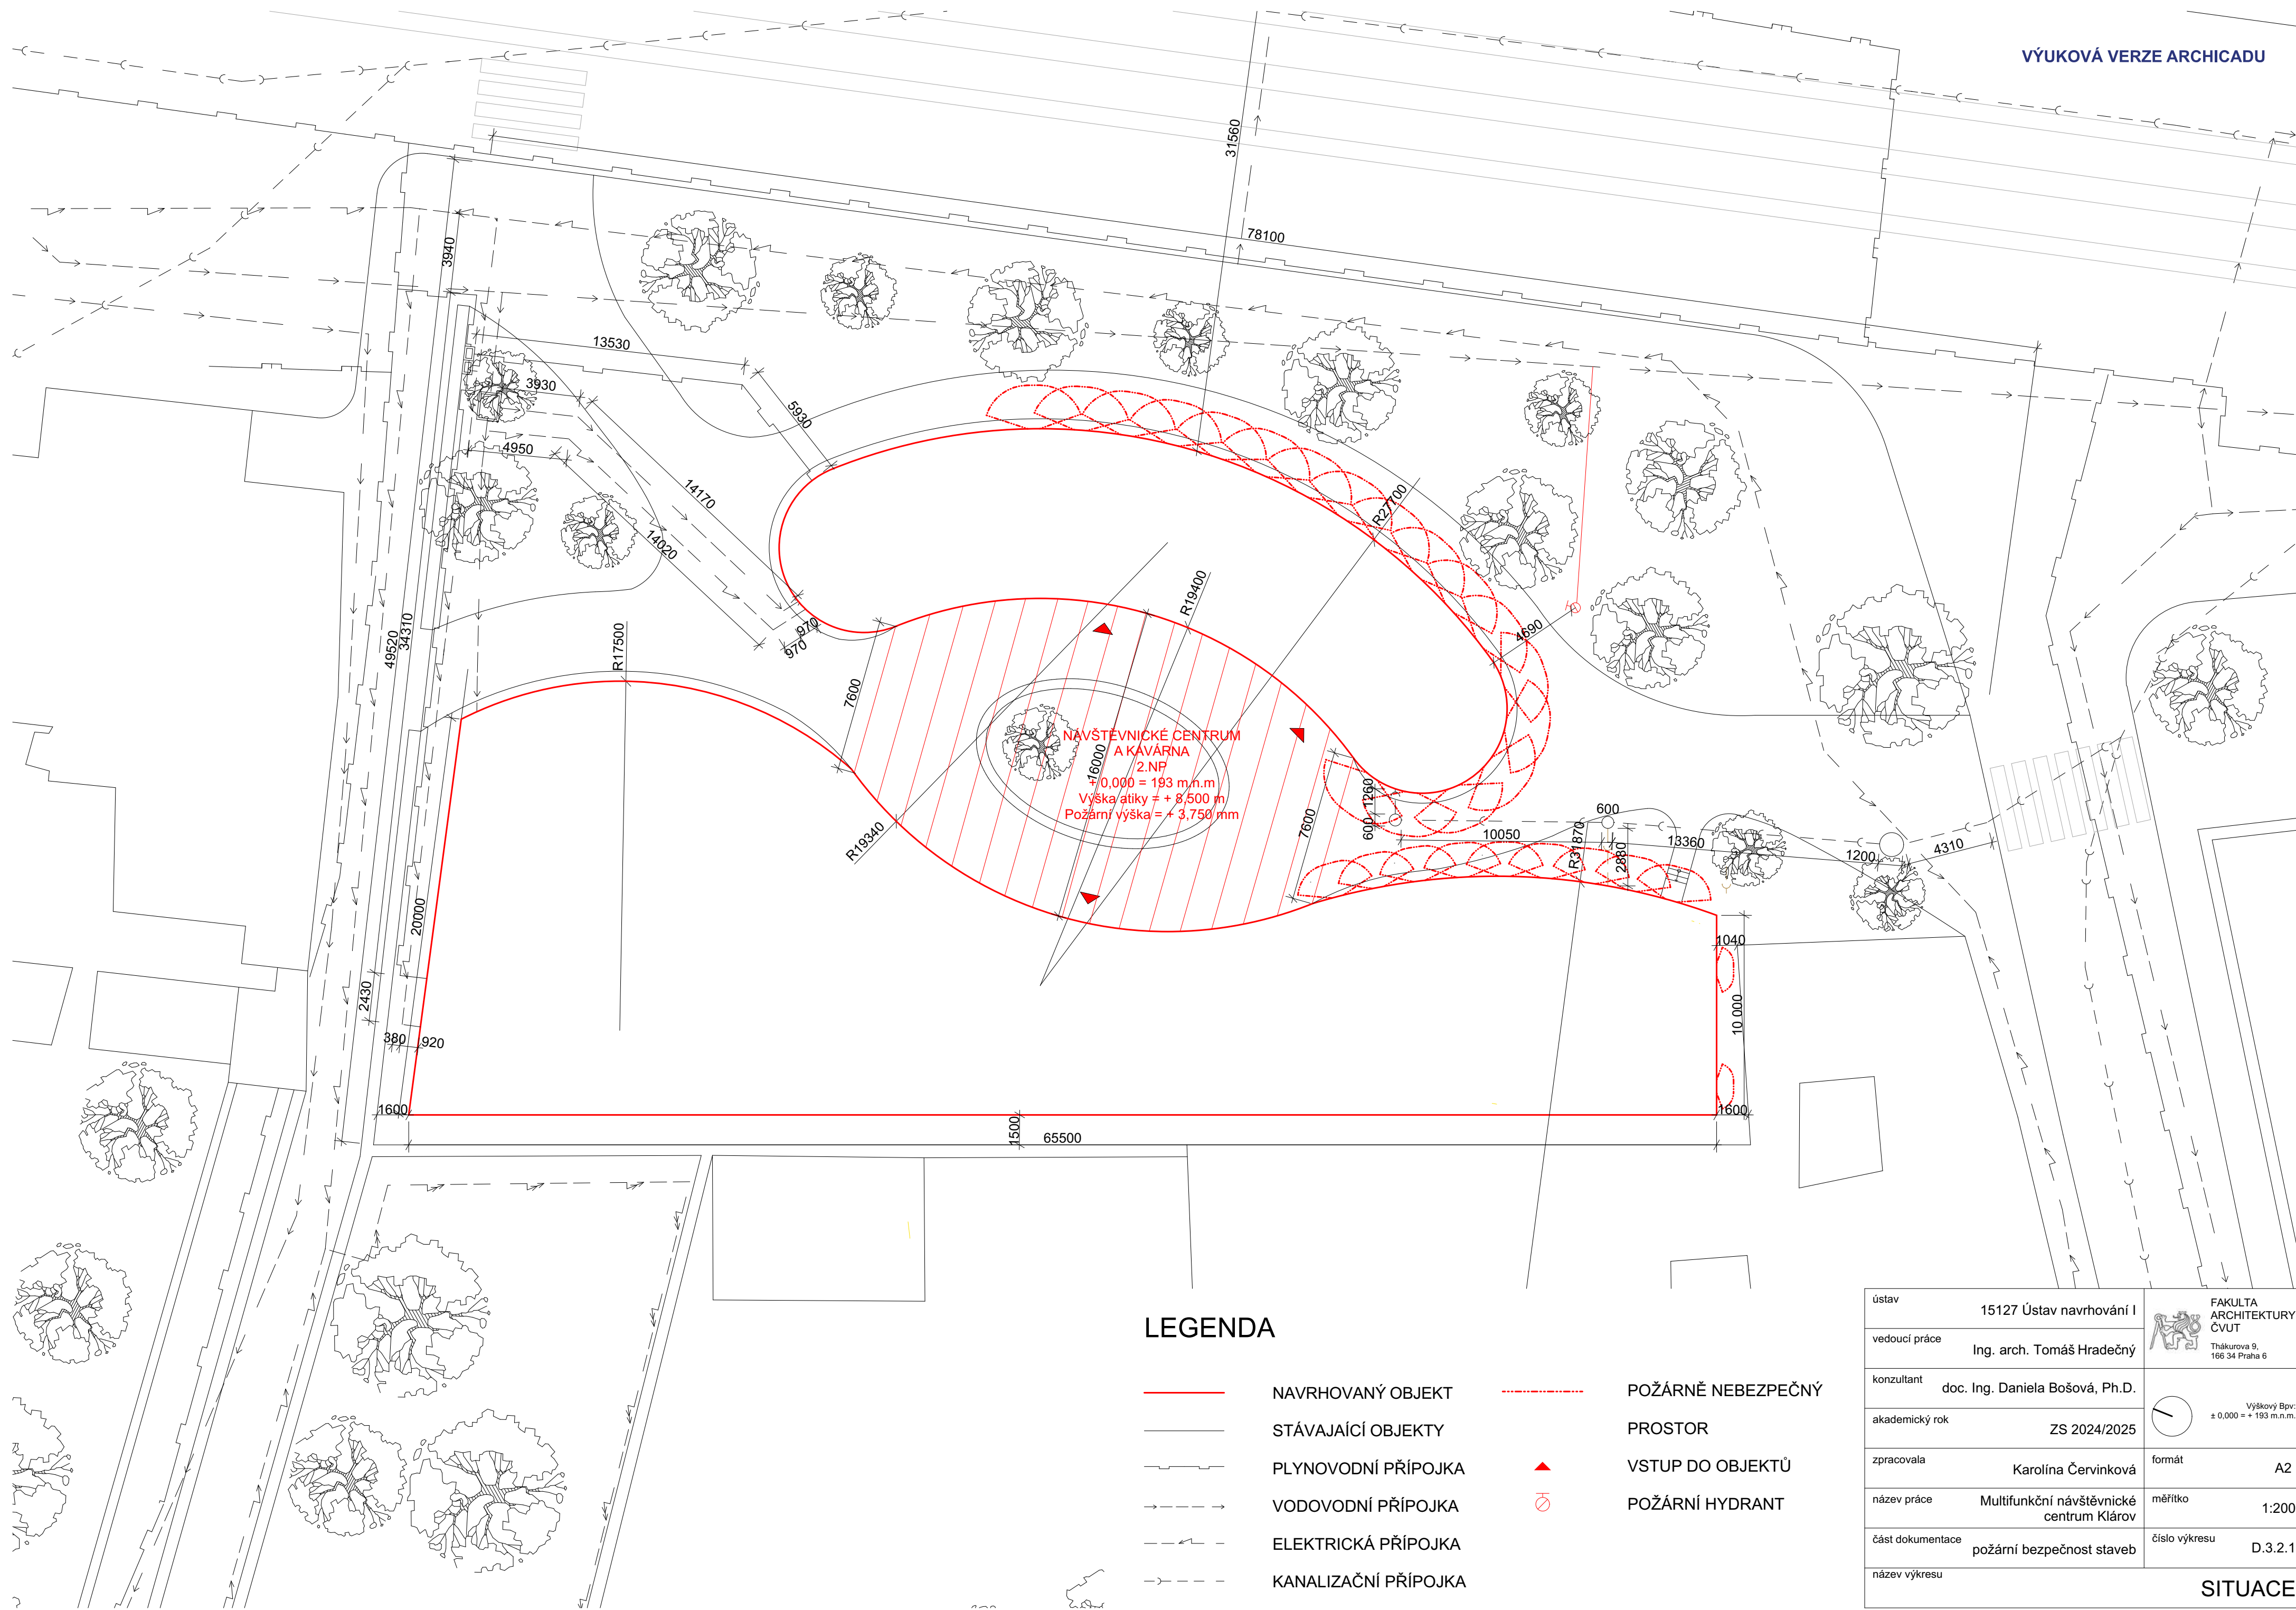 VÝUKOVÁ VERZE ARCHICADU
31560
78100
3940
13530
3930
5930
4950
14170
14020
R27700
49520
34310
R17500
R19400
970
970
4690
7600
NÁVŠTĚVNICKÉ CENTRUM
A KAVÁRNA
2.NP
+ 0,000 = 193 m.n.m
Výška atiky = + 8,500 m
Požární výška = + 3,750 mm
16000
R19340
7600
1260
600
600
10050
R31870
2880
13360
1200
4310
20000
1040
2430
10 000
380
920
1600
1600
1500
65500
LEGENDA
NAVRHOVANÝ OBJEKT
STÁVAJAÍCÍ OBJEKTY
PLYNOVODNÍ PŘÍPOJKA
VODOVODNÍ PŘÍPOJKA
ELEKTRICKÁ PŘÍPOJKA
KANALIZAČNÍ PŘÍPOJKA
POŽÁRNĚ NEBEZPEČNÝ
PROSTOR
VSTUP DO OBJEKTŮ
POŽÁRNÍ HYDRANT
ústav
15127 Ústav navrhování I
FAKULTA
ARCHITEKTURY
ČVUT
Thákurova 9,
166 34 Praha 6
vedoucí práce
Ing. arch. Tomáš Hradečný
konzultant
doc. Ing. Daniela Bošová, Ph.D.
Výškový Bpv:
± 0,000 = + 193 m.n.m.
akademický rok
ZS 2024/2025
zpracovala
Karolína Červinková
formát
A2
název práce
Multifunkční návštěvnické
centrum Klárov
měřítko
1:200
část dokumentace
požární bezpečnost staveb
číslo výkresu
D.3.2.1
název výkresu
SITUACE